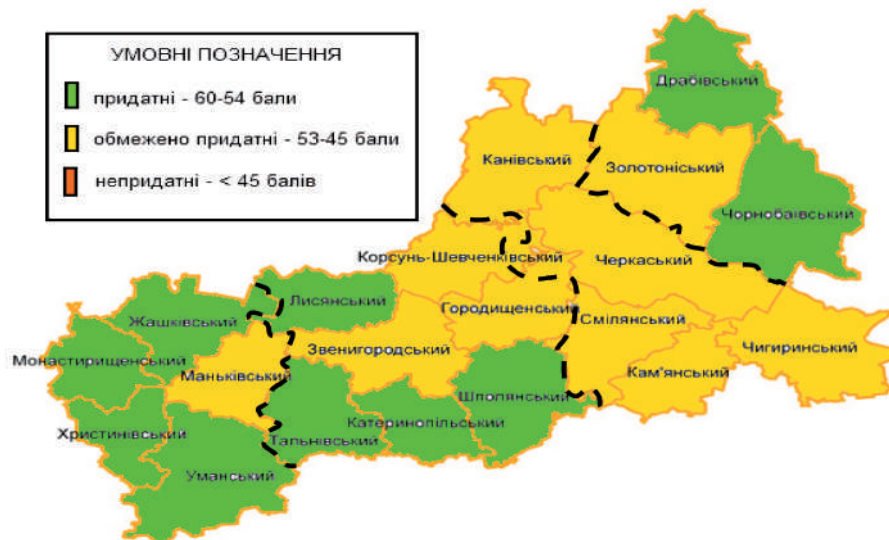 УМОВНІ ПОЗНАЧЕННЯ
придатні - 60-54 бали
обмежено придатні - 53-45 бали
непридатні - < 45 балів
Драбівський
Канівський
Золотоніський
Чорнобаївський
Корсунь-Шевченківський
Черкаський
Лисянський
Городищенський
Смілянський
Жашківський
Звенигородський
Чигиринський
Монастирищенський
Маньківський
Кам'янський
Шполянський
Катеринопільський
Христинівський
Тальнівський
Уманський